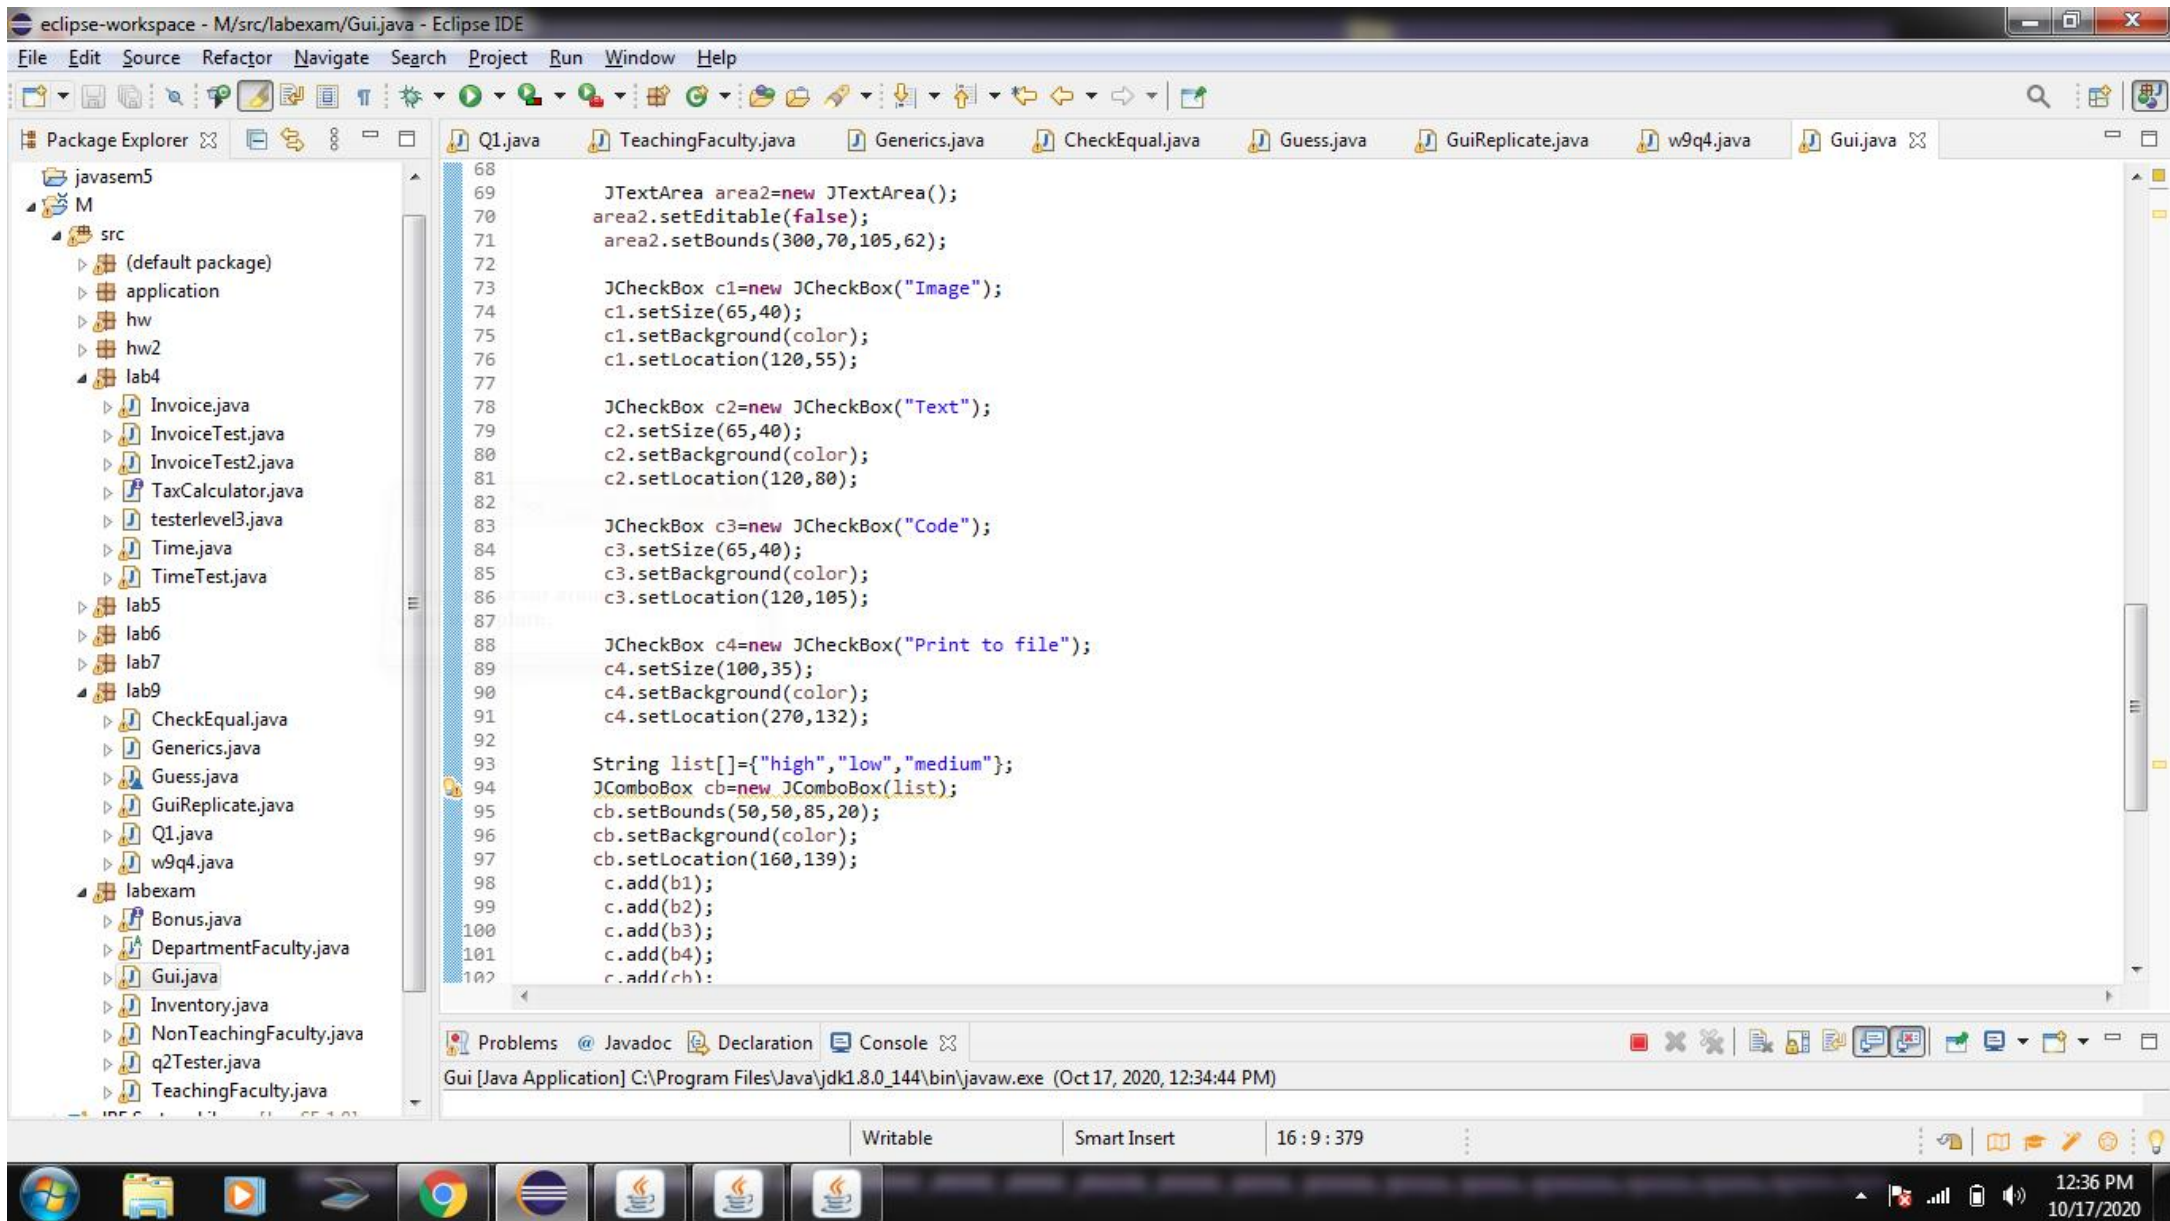 eclipse-workspace - M/src/labexam/Gui.java - Eclipse IDE
File Edit Source Refactor Navigate Search Project Run Window Help
Package Explorer
Q1.java TeachingFaculty.java Generics.java CheckEqual.java Guess.java GuiReplicate.java w9q4.java Gui.java
javasem5
M
src
(default package)
application
hw
hw2
lab4
Invoice.java
InvoiceTest.java
InvoiceTest2.java
TaxCalculator.java
testerlevel3.java
Time.java
TimeTest.java
lab5
lab6
lab7
lab9
CheckEqual.java
Generics.java
Guess.java
GuiReplicate.java
Q1.java
w9q4.java
labexam
Bonus.java
DepartmentFaculty.java
Gui.java
Inventory.java
NonTeachingFaculty.java
q2Tester.java
TeachingFaculty.java
68
69 JTextArea area2=new JTextArea();
70 area2.setEditable(false);
71 area2.setBounds(300,70,105,62);
72
73 JCheckBox c1=new JCheckBox("Image");
74 c1.setSize(65,40);
75 c1.setBackground(color);
76 c1.setLocation(120,55);
77
78 JCheckBox c2=new JCheckBox("Text");
79 c2.setSize(65,40);
80 c2.setBackground(color);
81 c2.setLocation(120,80);
82
83 JCheckBox c3=new JCheckBox("Code");
84 c3.setSize(65,40);
85 c3.setBackground(color);
86 c3.setLocation(120,105);
87
88 JCheckBox c4=new JCheckBox("Print to file");
89 c4.setSize(100,35);
90 c4.setBackground(color);
91 c4.setLocation(270,132);
92
93 String list[]={"high","low","medium"};
94 JComboBox cb=new JComboBox(list);
95 cb.setBounds(50,50,85,20);
96 cb.setBackground(color);
97 cb.setLocation(160,139);
98 c.add(b1);
99 c.add(b2);
100 c.add(b3);
101 c.add(b4);
102 c.add(cb);
Problems @ Javadoc Declaration Console
Gui [Java Application] C:\Program Files\Java\jdk1.8.0_144\bin\javaw.exe (Oct 17, 2020, 12:34:44 PM)
Writable Smart Insert 16 : 9 : 379
12:36 PM
10/17/2020